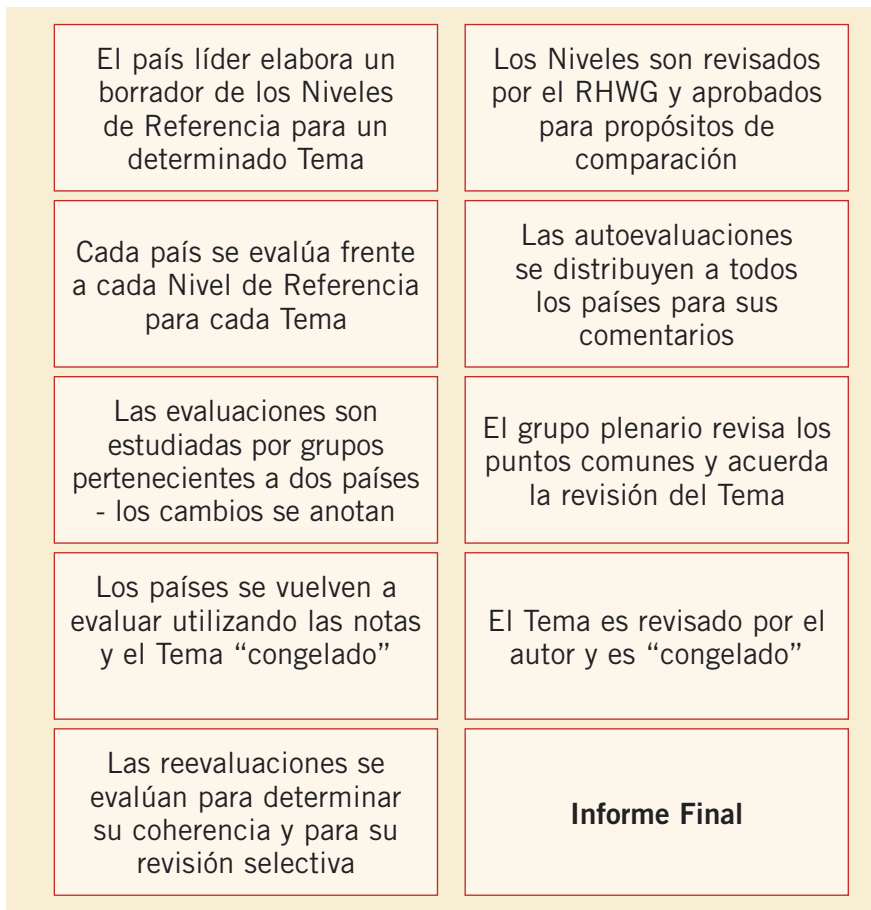 El país líder elabora un
borrador de los Niveles
de Referencia para un
determinado Tema
Los Niveles son revisados
por el RHWG y aprobados
para propósitos de
comparación
Cada país se evalúa frente
a cada Nivel de Referencia
para cada Tema
Las autoevaluaciones
se distribuyen a todos
los países para sus
comentarios
Las evaluaciones son
estudiadas por grupos
pertenecientes a dos países
- los cambios se anotan
El grupo plenario revisa los
puntos comunes y acuerda
la revisión del Tema
Los países se vuelven a
evaluar utilizando las notas
y el Tema “congelado”
El Tema es revisado por el
autor y es “congelado”
Las reevaluaciones se
evalúan para determinar
su coherencia y para su
revisión selectiva
Informe Final